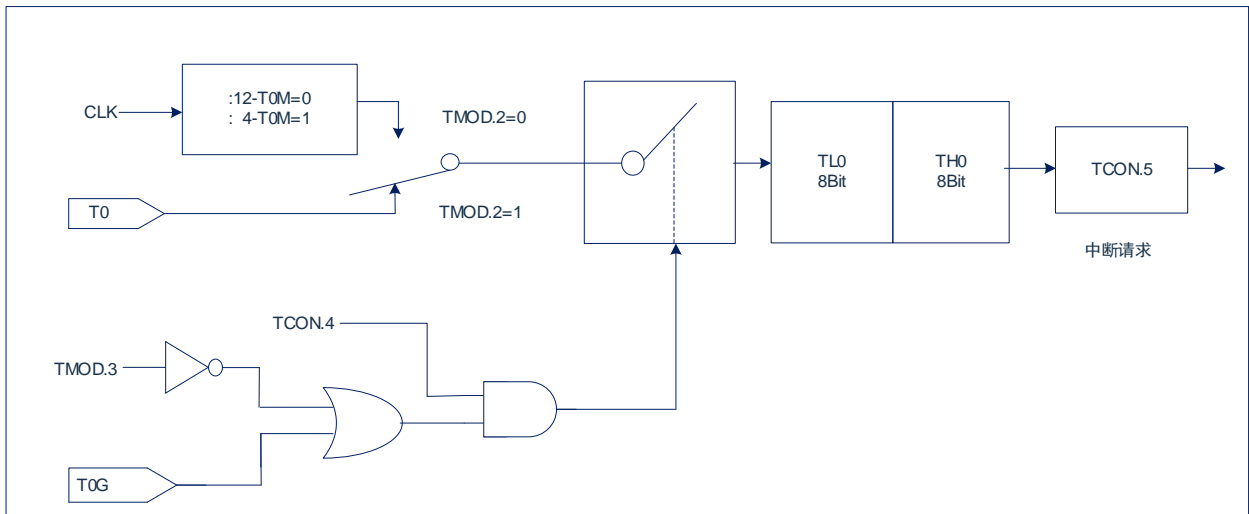 CLK
:12-T0M=0
: 4-T0M=1
TMOD.2=0
T0
TMOD.2=1
TL0
8Bit
TH0
8Bit
TCON.5
中断请求
TCON.4
TMOD.3
T0G